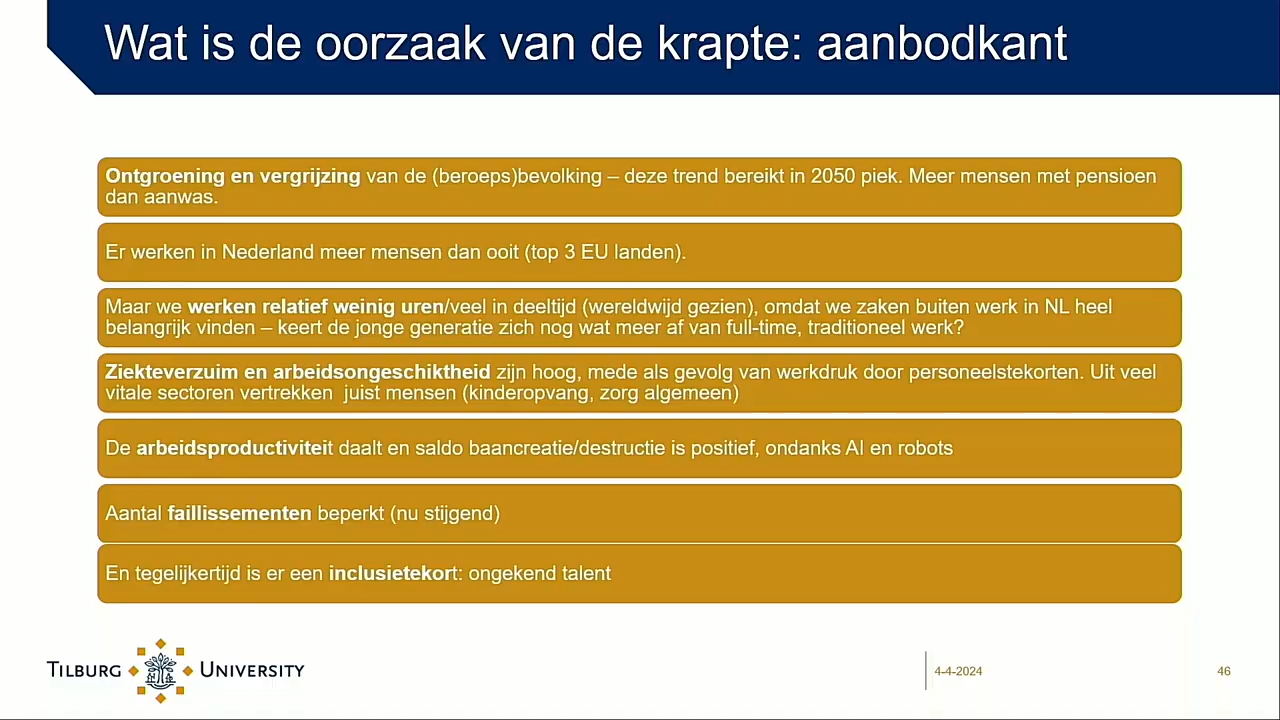 Wat is de oorzaak van de krapte: aanbodkant
Ontgroening en vergrijzing van de (beroeps)bevolking – deze trend bereikt in 2050 piek. Meer mensen met pensioen
dan aanwas.
Er werken in Nederland meer mensen dan ooit (top 3 EU landen).
Maar we werken relatief weinig uren/veel in deeltijd (wereldwijd gezien), omdat we zaken buiten werk in NL heel
belangrijk vinden – keert de jonge generatie zich nog wat meer af van full-time, traditioneel werk?
Ziekteverzuim en arbeidsongeschiktheid zijn hoog, mede als gevolg van werkdruk door personeelstekorten. Uit veel
vitale sectoren vertrekken  juist mensen (kinderopvang, zorg algemeen)
De arbeidsproductiviteit daalt en saldo baancreatie/destructie is positief, ondanks AI en robots
Aantal faillissementen beperkt (nu stijgend)
En tegelijkertijd is er een inclusietekort: ongekend talent
TILBURG UNIVERSITY
4-4-2024
46